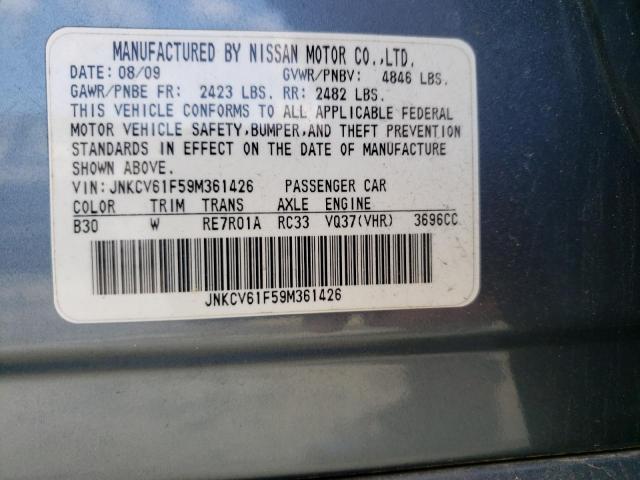 MANUFACTURED BY NISSAN MOTOR CO.,LTD.
DATE: 08/09 GVWR/PNBV: 4846 LBS.
GAWR/PNBE FR: 2423 LBS. RR: 2482 LBS.
THIS VEHICLE CONFORMS TO ALL APPLICABLE FEDERAL
MOTOR VEHICLE SAFETY,BUMPER,AND THEFT PREVENTION
STANDARDS IN EFFECT ON THE DATE OF MANUFACTURE
SHOWN ABOVE.
VIN: JNKCV61F59M361426 PASSENGER CAR
COLOR TRIM TRANS AXLE ENGINE
B30 W RE7R01A RC33 VQ37(VHR) 3696CC
JNKCV61F59M361426